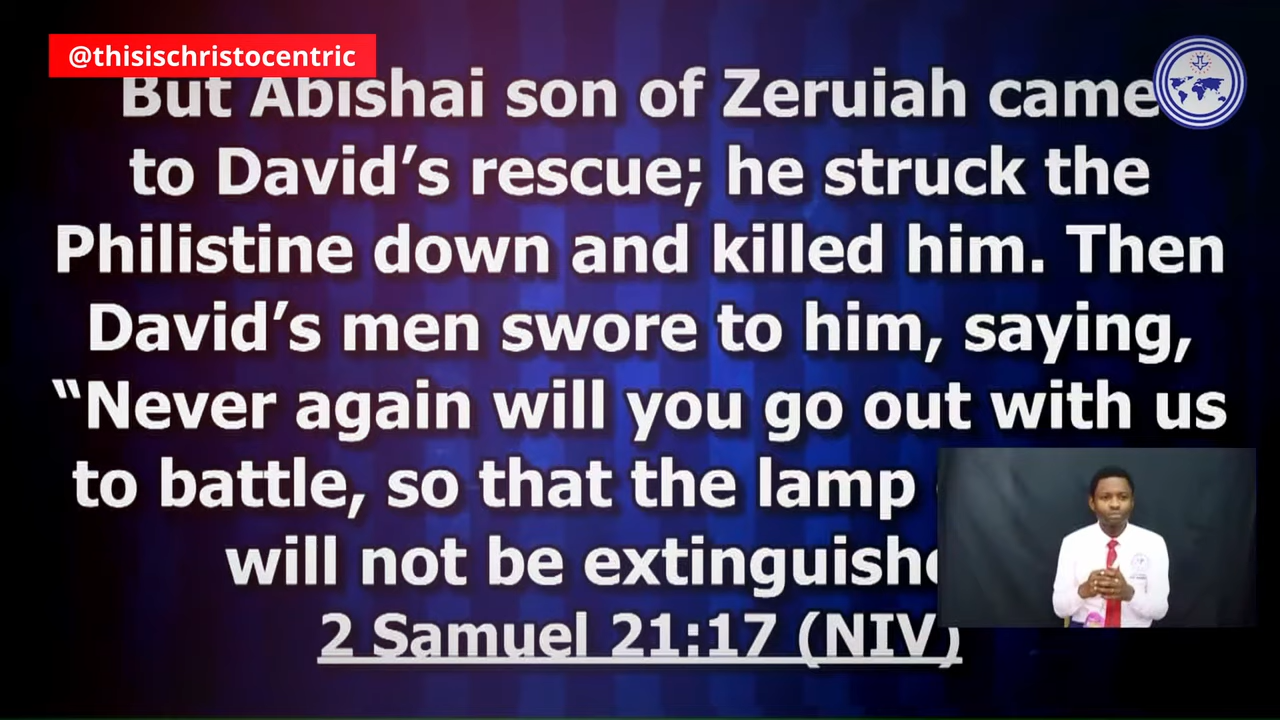 @thisischristocentric
But Abishai son of Zeruiah came
to David’s rescue; he struck the
Philistine down and killed him. Then
David’s men swore to him, saying,
“Never again will you go out with us
to battle, so that the lamp
will not be
2 Samuel 21:17 (NIV)